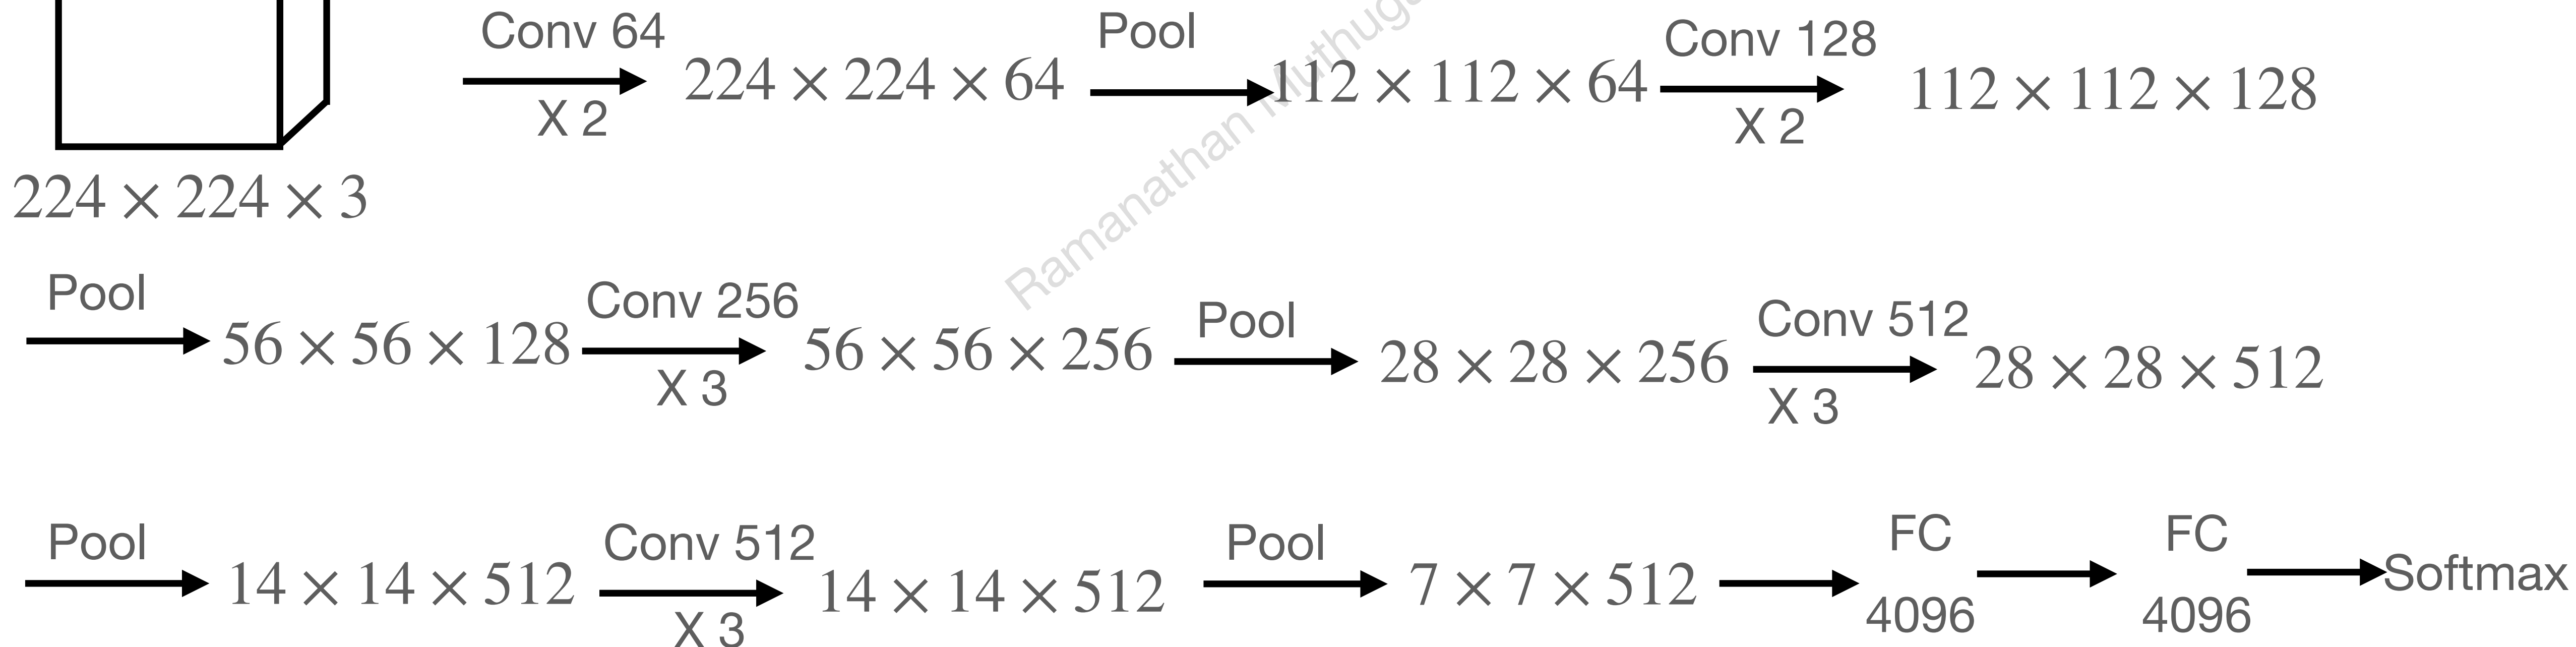 Conv 64
X 2
224 × 224 × 64
Pool
112 × 112 × 64
Conv 128
X 2
112 × 112 × 128
224 × 224 × 3
Ramanathan
Pool
56 × 56 × 128
Conv 256
X 3
56 × 56 × 256
Pool
28 × 28 × 256
Conv 512
X 3
28 × 28 × 512
Pool
14 × 14 × 512
Conv 512
X 3
14 × 14 × 512
Pool
7 × 7 × 512
FC
4096
FC
4096
Softmax